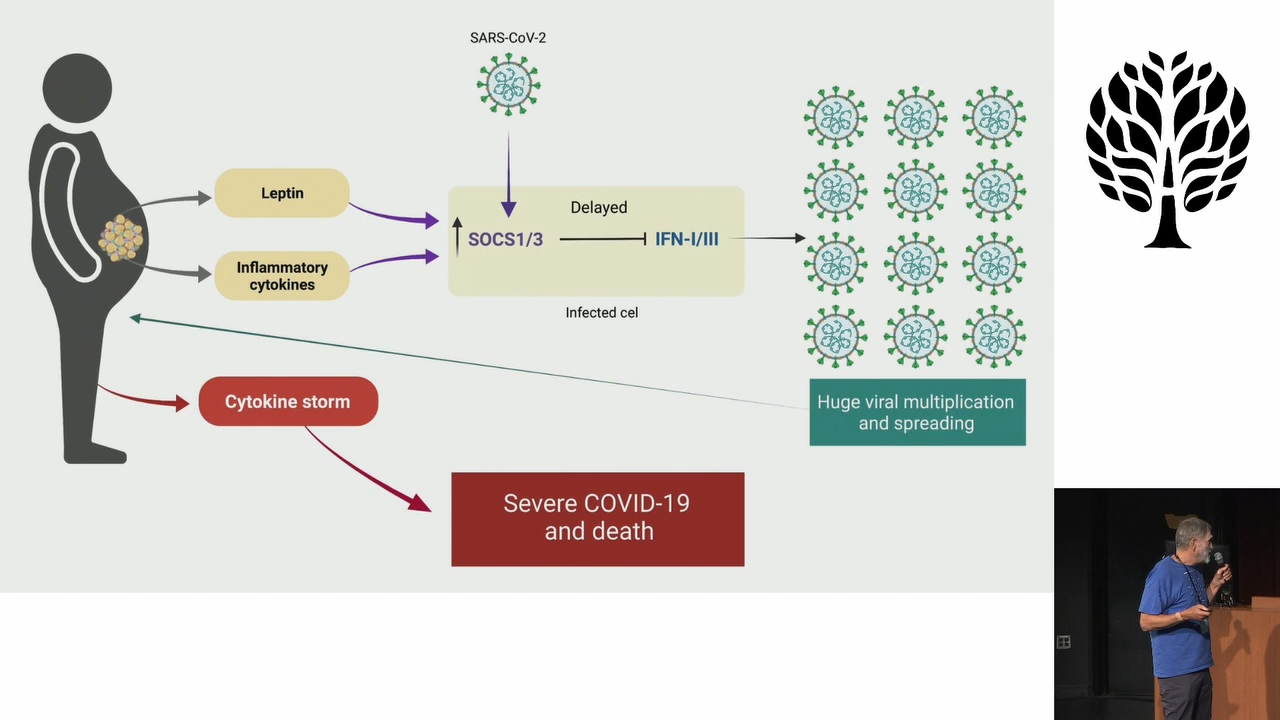 SARS-CoV-2
Leptin
Inflammatory
cytokines
Delayed
SOCS1/3
IFN-I/III
Infected cel
Huge viral multiplication
and spreading
Cytokine storm
Severe COVID-19
and death